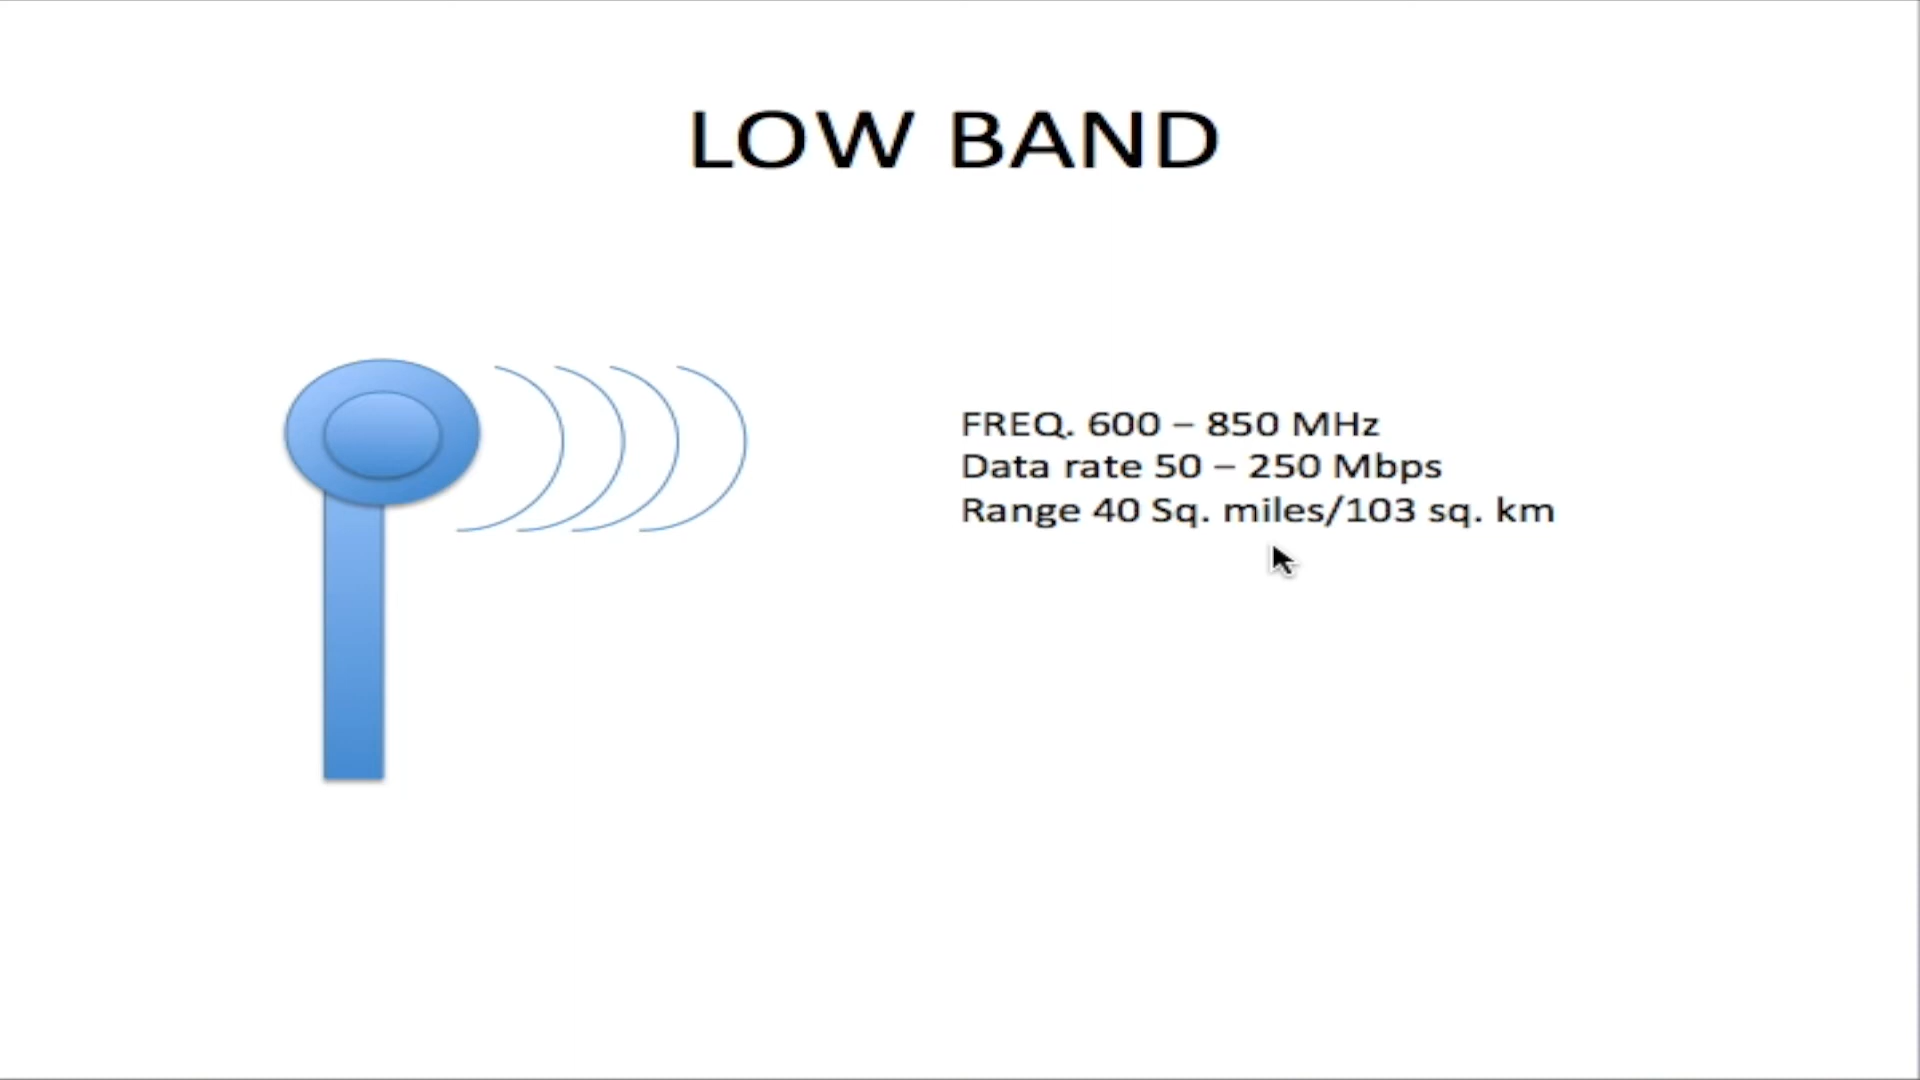 LOW BAND
FREQ. 600 – 850 MHz
Data rate 50 – 250 Mbps
Range 40 Sq. miles/103 sq. km